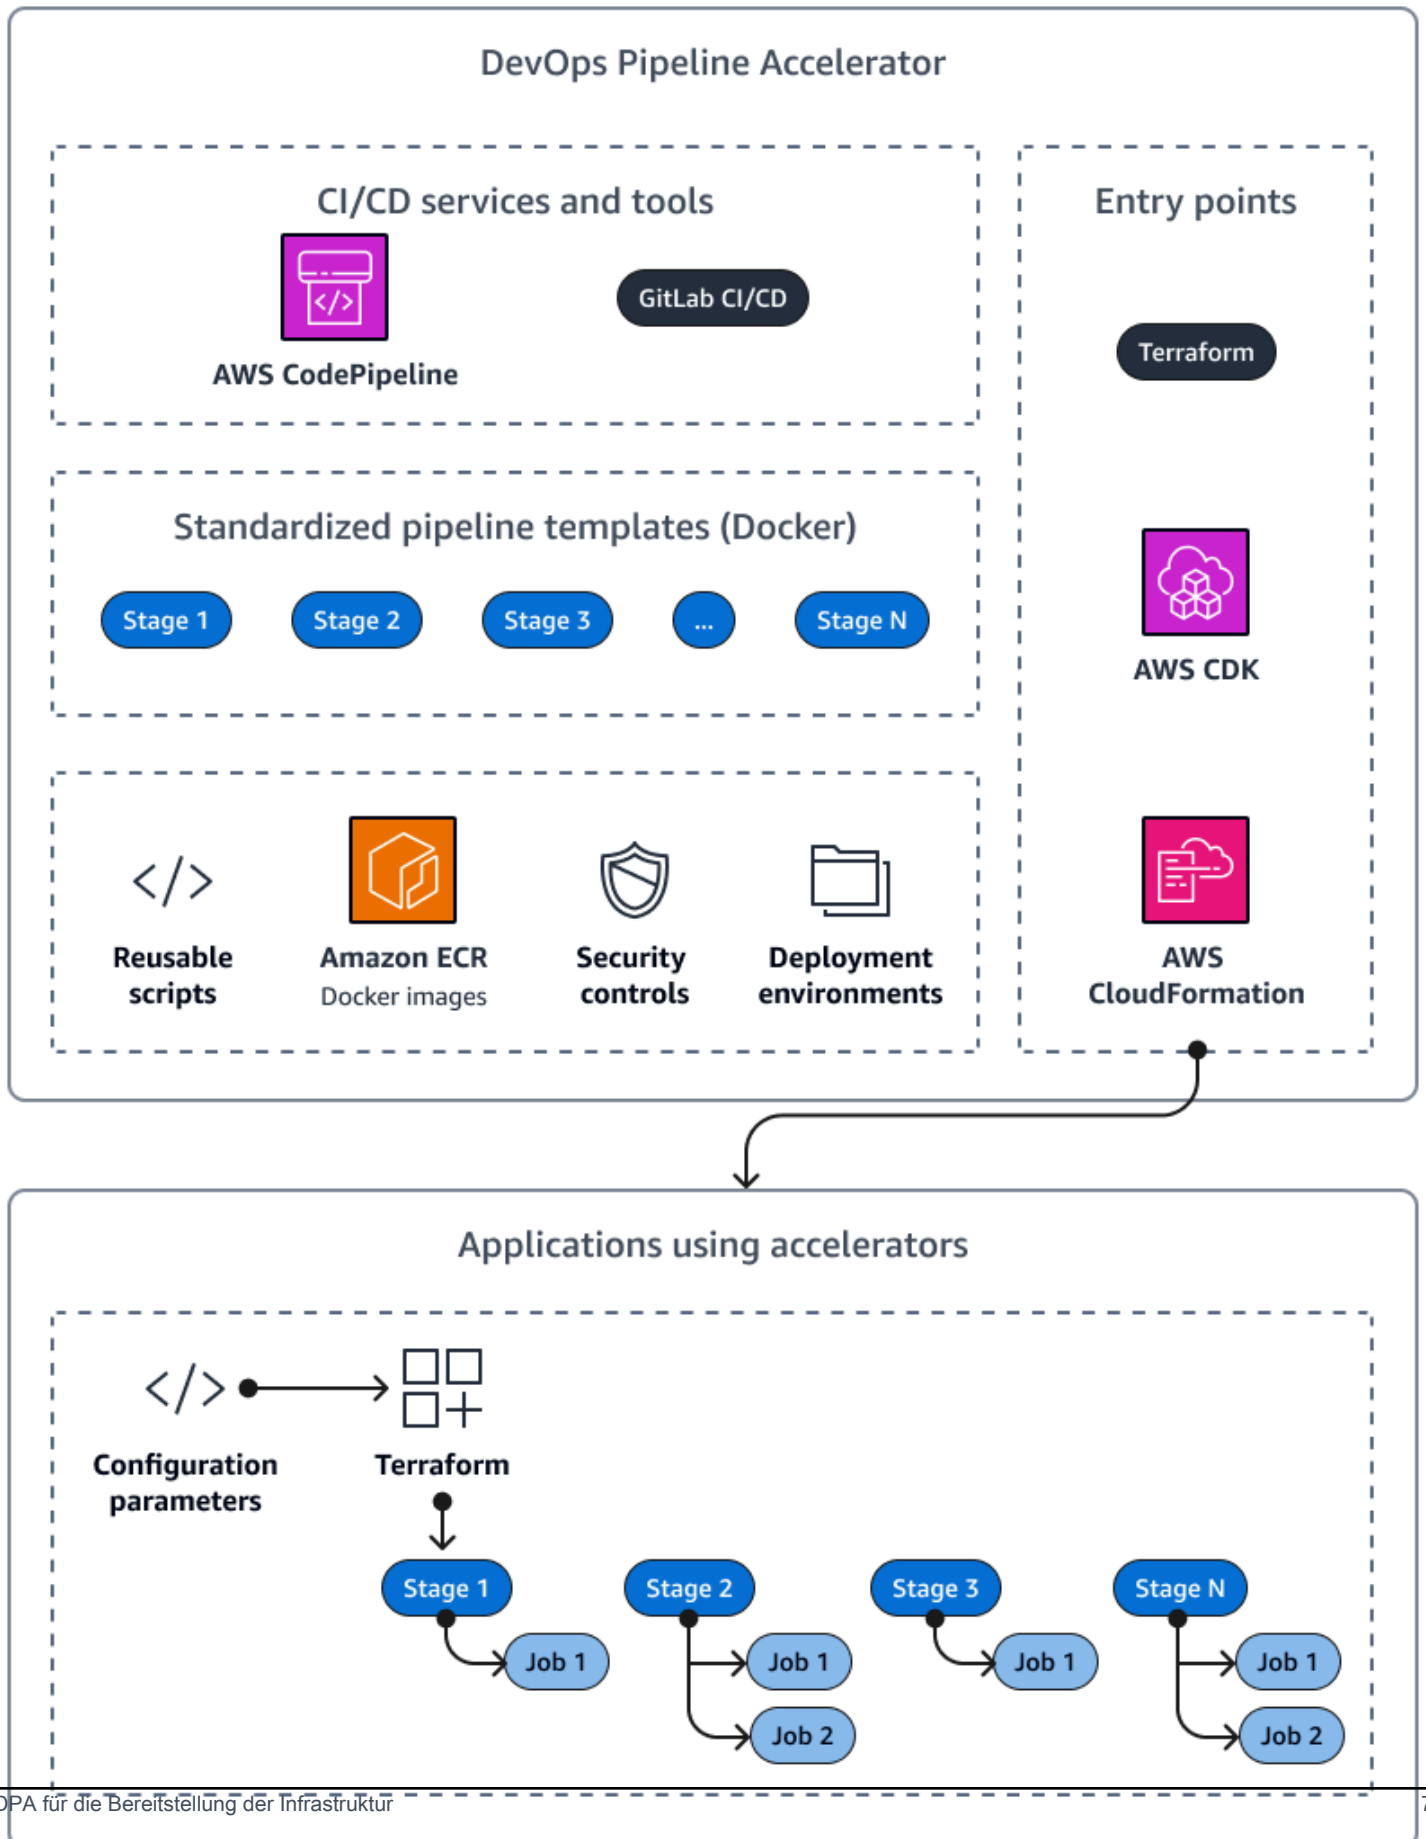 DevOps Pipeline Accelerator
CI/CD services and tools
AWS CodePipeline
GitLab CI/CD
Entry points
Terraform
AWS CDK
AWS
CloudFormation
Standardized pipeline templates (Docker)
Stage 1
Stage 2
Stage 3
...
Stage N
</>
Reusable
scripts
Amazon ECR
Docker images
Security
controls
Deployment
environments
Applications using accelerators
</>
Configuration
parameters
Terraform
Stage 1
Stage 2
Stage 3
Stage N
Job 1
Job 1
Job 1
Job 1
Job 2
Job 2
DPA für die Bereitstellung der Infrastruktur
7